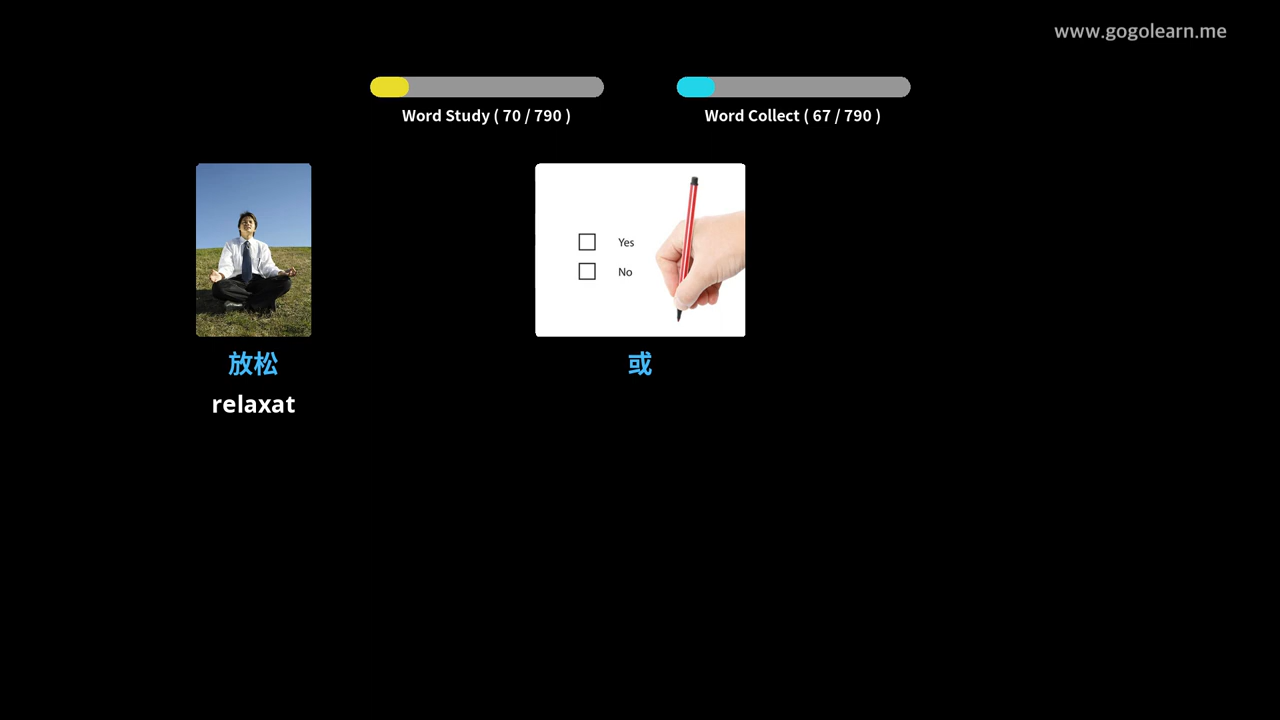 www.gogolearn.me
Word Study ( 70 / 790 )
Word Collect ( 67 / 790 )
Yes
No
放松
或
relaxat